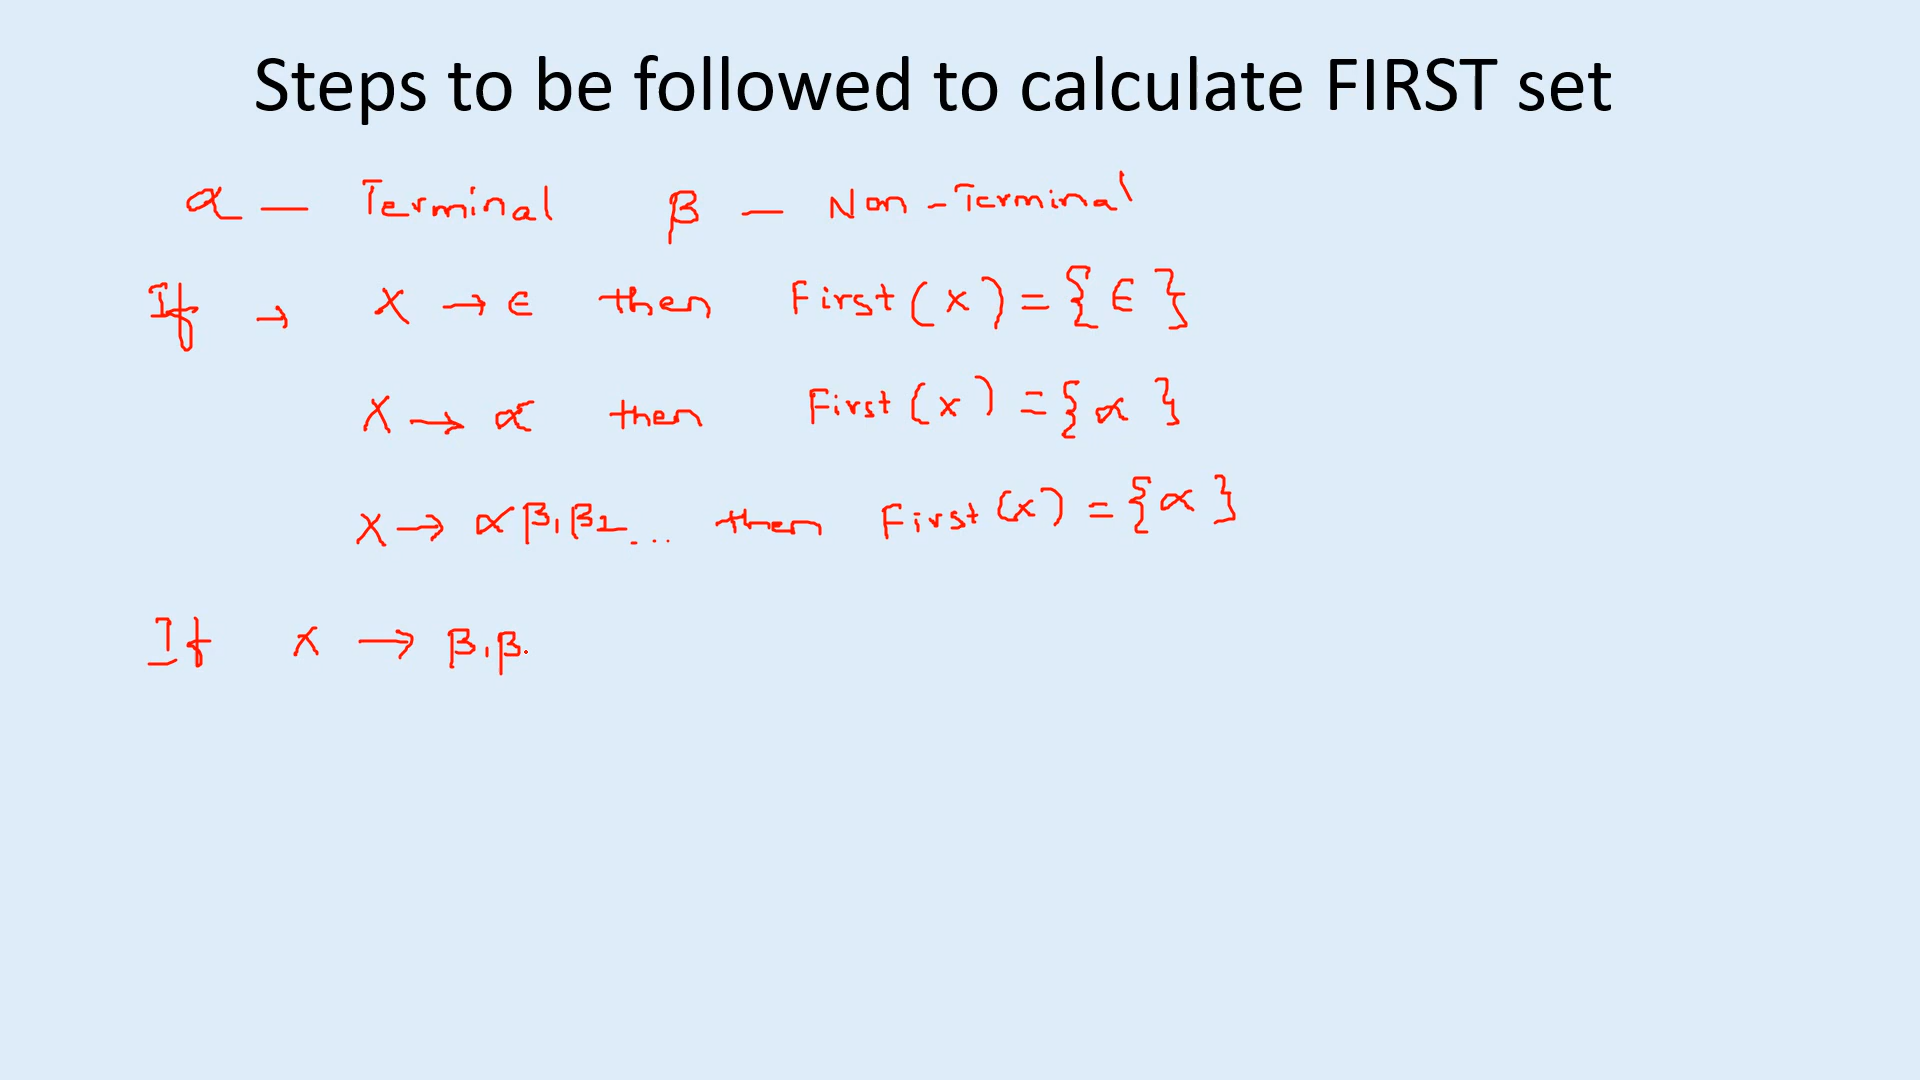 Steps to be followed to calculate FIRST set
α — Terminal β — Non-Terminal
If → X → ϵ then First(x) = {ϵ}
X → α then First(x) = {α}
X → αβ₁β₂... then First(x) = {α}
If X → β₁β.